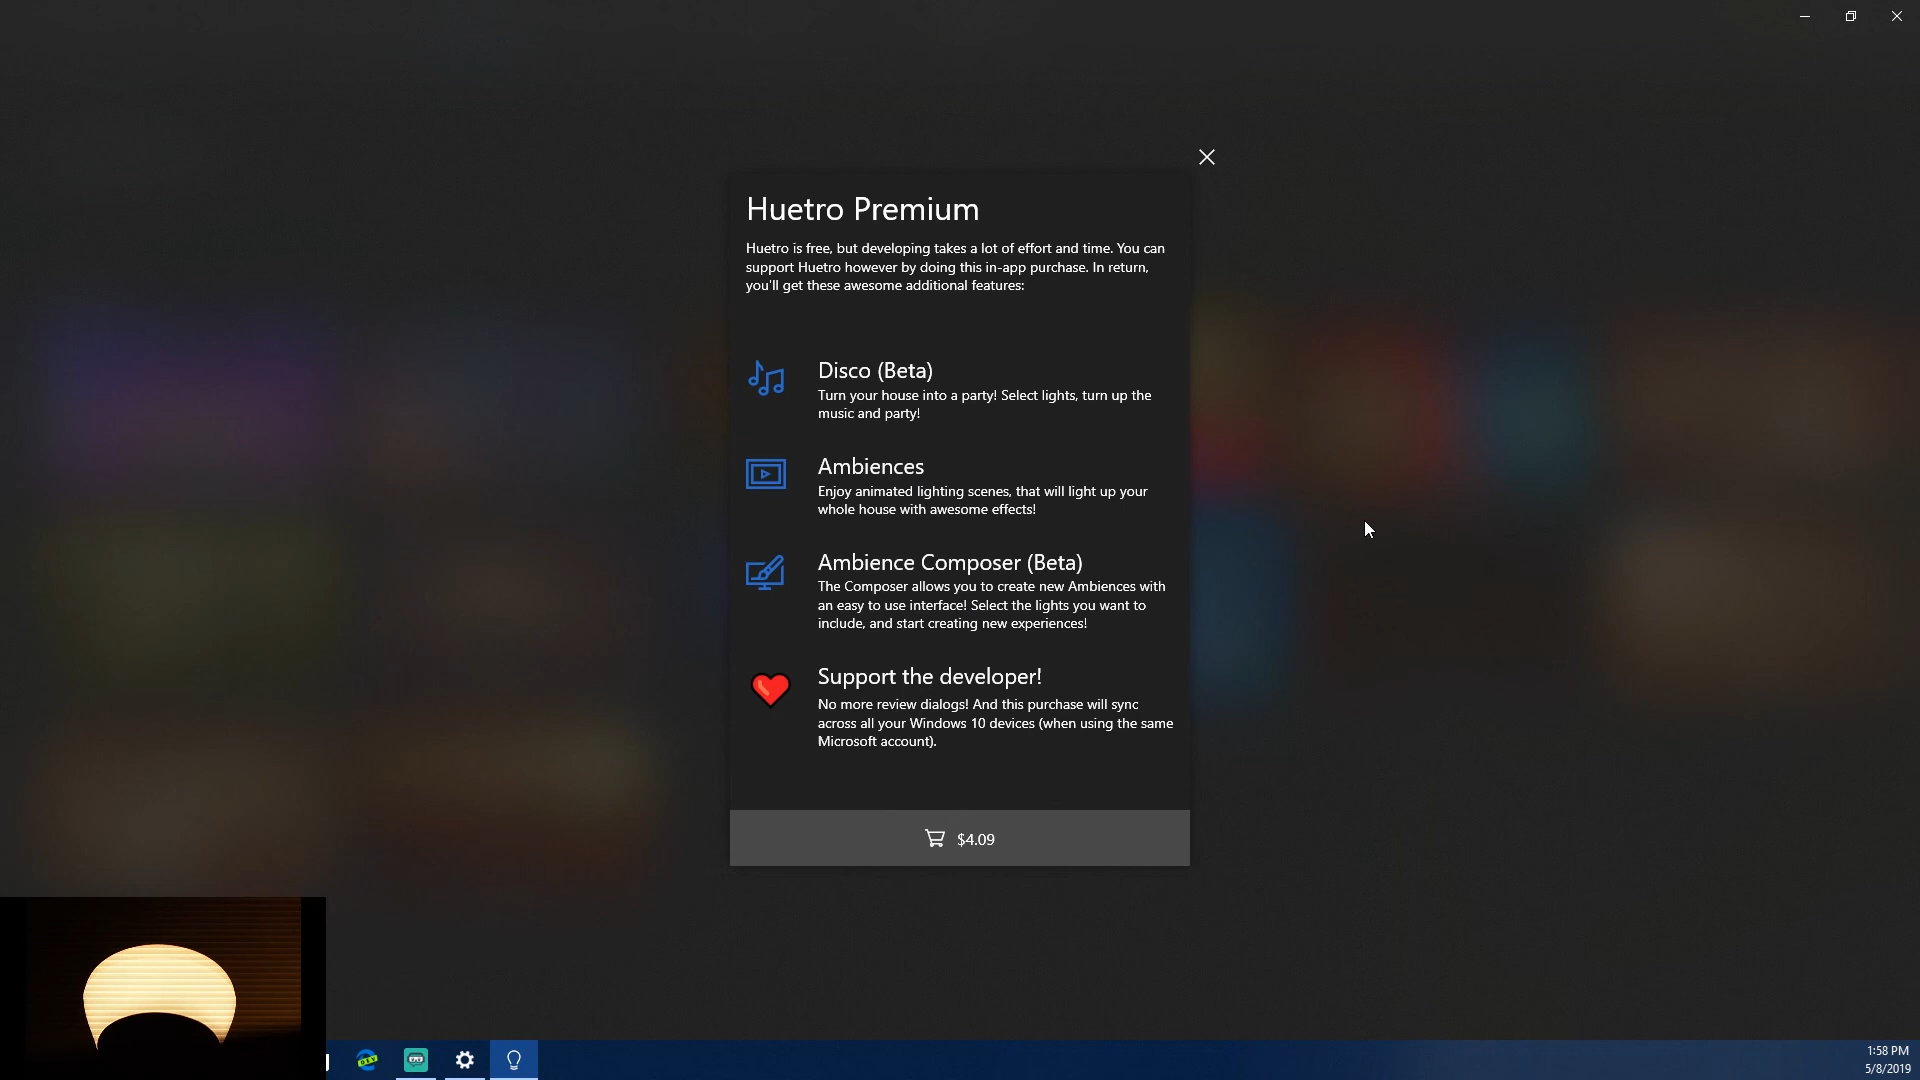 Huetro Premium
Huetro is free, but developing takes a lot of effort and time. You can
support Huetro however by doing this in-app purchase. In return,
you'll get these awesome additional features:
Disco (Beta)
Turn your house into a party! Select lights, turn up the
music and party!
Ambiences
Enjoy animated lighting scenes, that will light up your
whole house with awesome effects!
Ambience Composer (Beta)
The Composer allows you to create new Ambiences with
an easy to use interface! Select the lights you want to
include, and start creating new experiences!
Support the developer!
No more review dialogs! And this purchase will sync
across all your Windows 10 devices (when using the same
Microsoft account).
$4.09
DEV
1:58 PM
5/8/2019